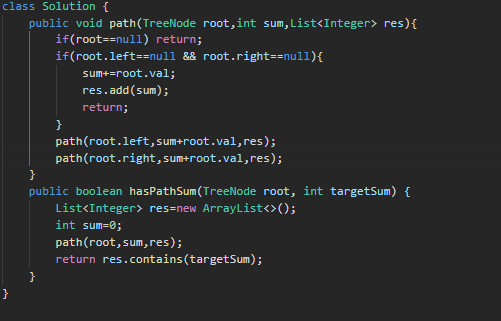 class Solution {
    public void path(TreeNode root,int sum,List<Integer> res){
        if(root==null) return;
        if(root.left==null && root.right==null){
            sum+=root.val;
            res.add(sum);
            return;
        }
        path(root.left,sum+root.val,res);
        path(root.right,sum+root.val,res);
    }
    public boolean hasPathSum(TreeNode root, int targetSum) {
        List<Integer> res=new ArrayList<>();
        int sum=0;
        path(root,sum,res);
        return res.contains(targetSum);
    }
}